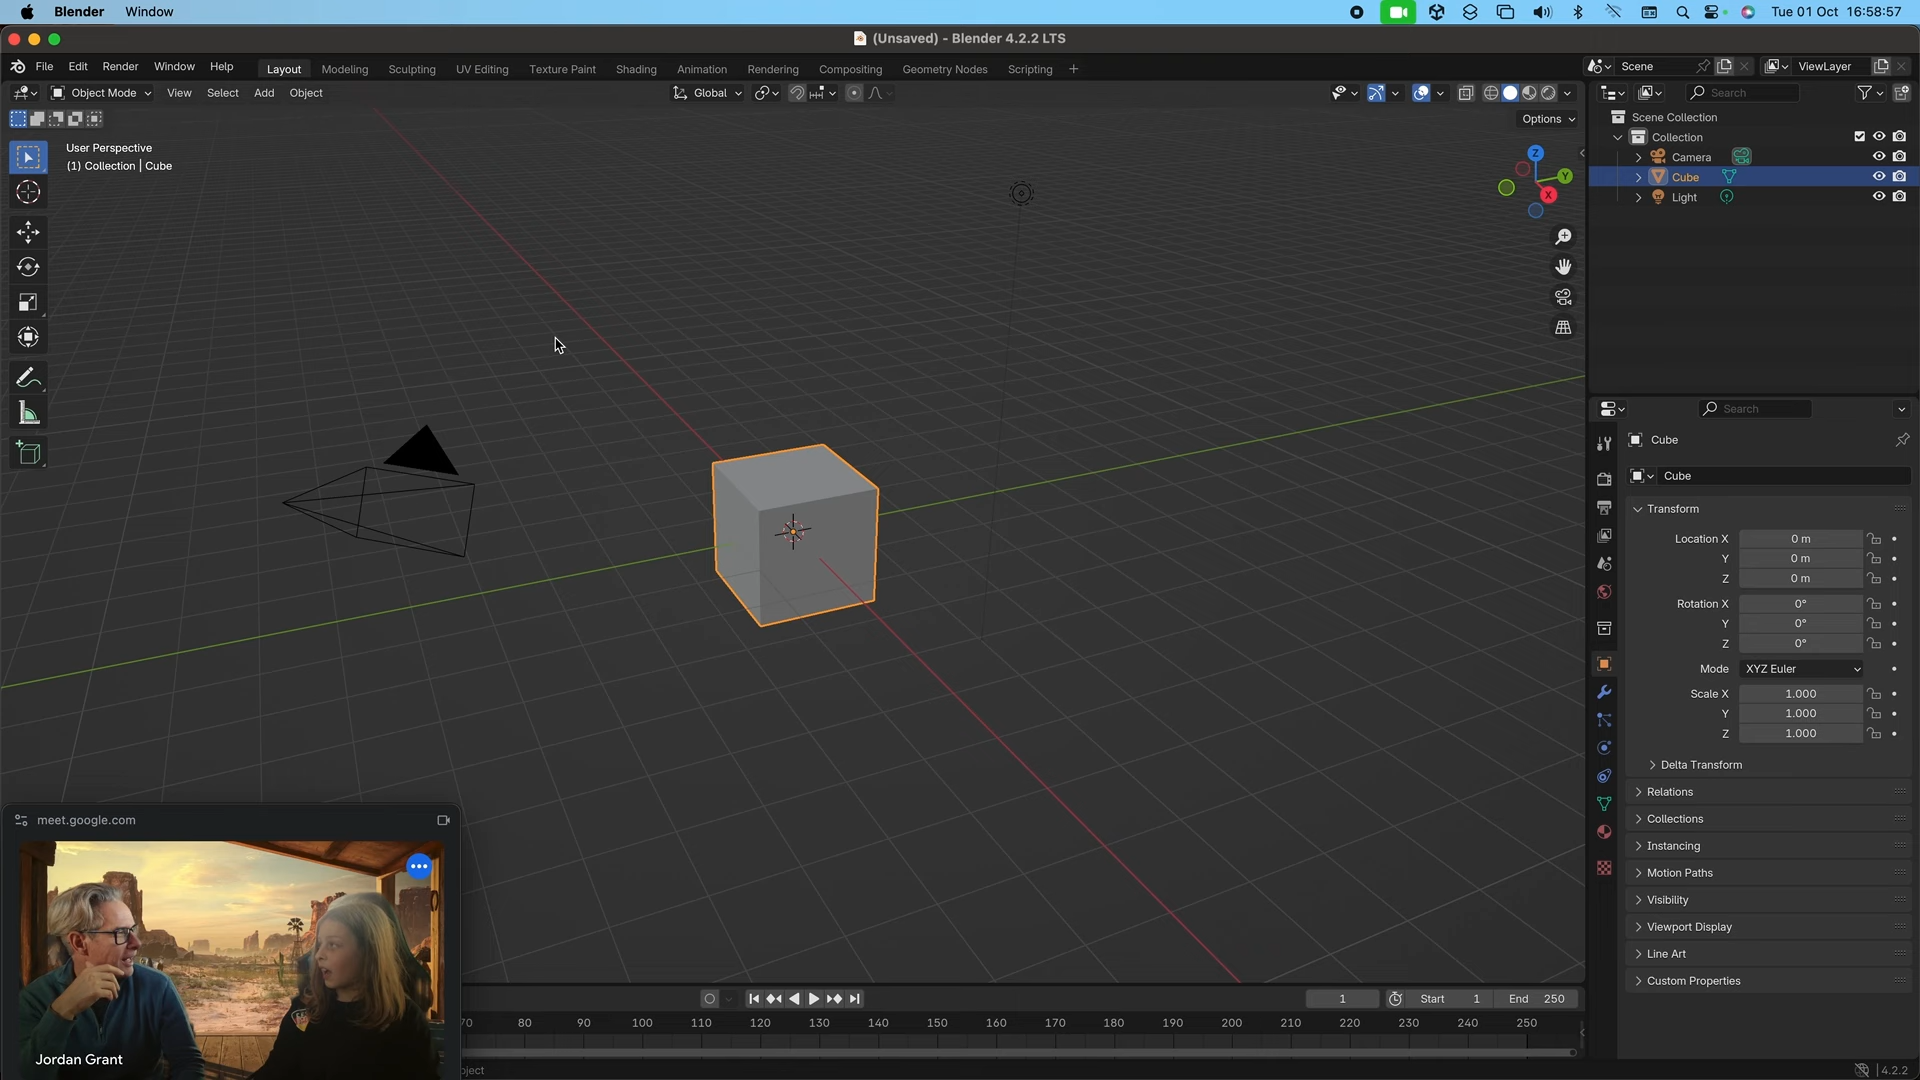 Blender Window Tue 01 Oct 16:58:57
(Unsaved) - Blender 4.2.2 LTS
File Edit Render Window Help Layout Modeling Sculpting UV Editing Texture Paint Shading Animation Rendering Compositing Geometry Nodes Scripting + Scene ViewLayer
Object Mode View Select Add Object Global Search
Options
User Perspective
(1) Collection | Cube
Z
Y
X
Scene Collection
Collection
Camera
Cube
Light
Search
Cube
Cube
Transform
Location X 0 m
Y 0 m
Z 0 m
Rotation X 0°
Y 0°
Z 0°
Mode XYZ Euler
Scale X 1.000
Y 1.000
Z 1.000
Delta Transform
Relations
Collections
Instancing
Motion Paths
Visibility
Viewport Display
Line Art
Custom Properties
meet.google.com
Jordan Grant
1 Start 1 End 250
70 80 90 100 110 120 130 140 150 160 170 180 190 200 210 220 230 240 250
ject
4.2.2